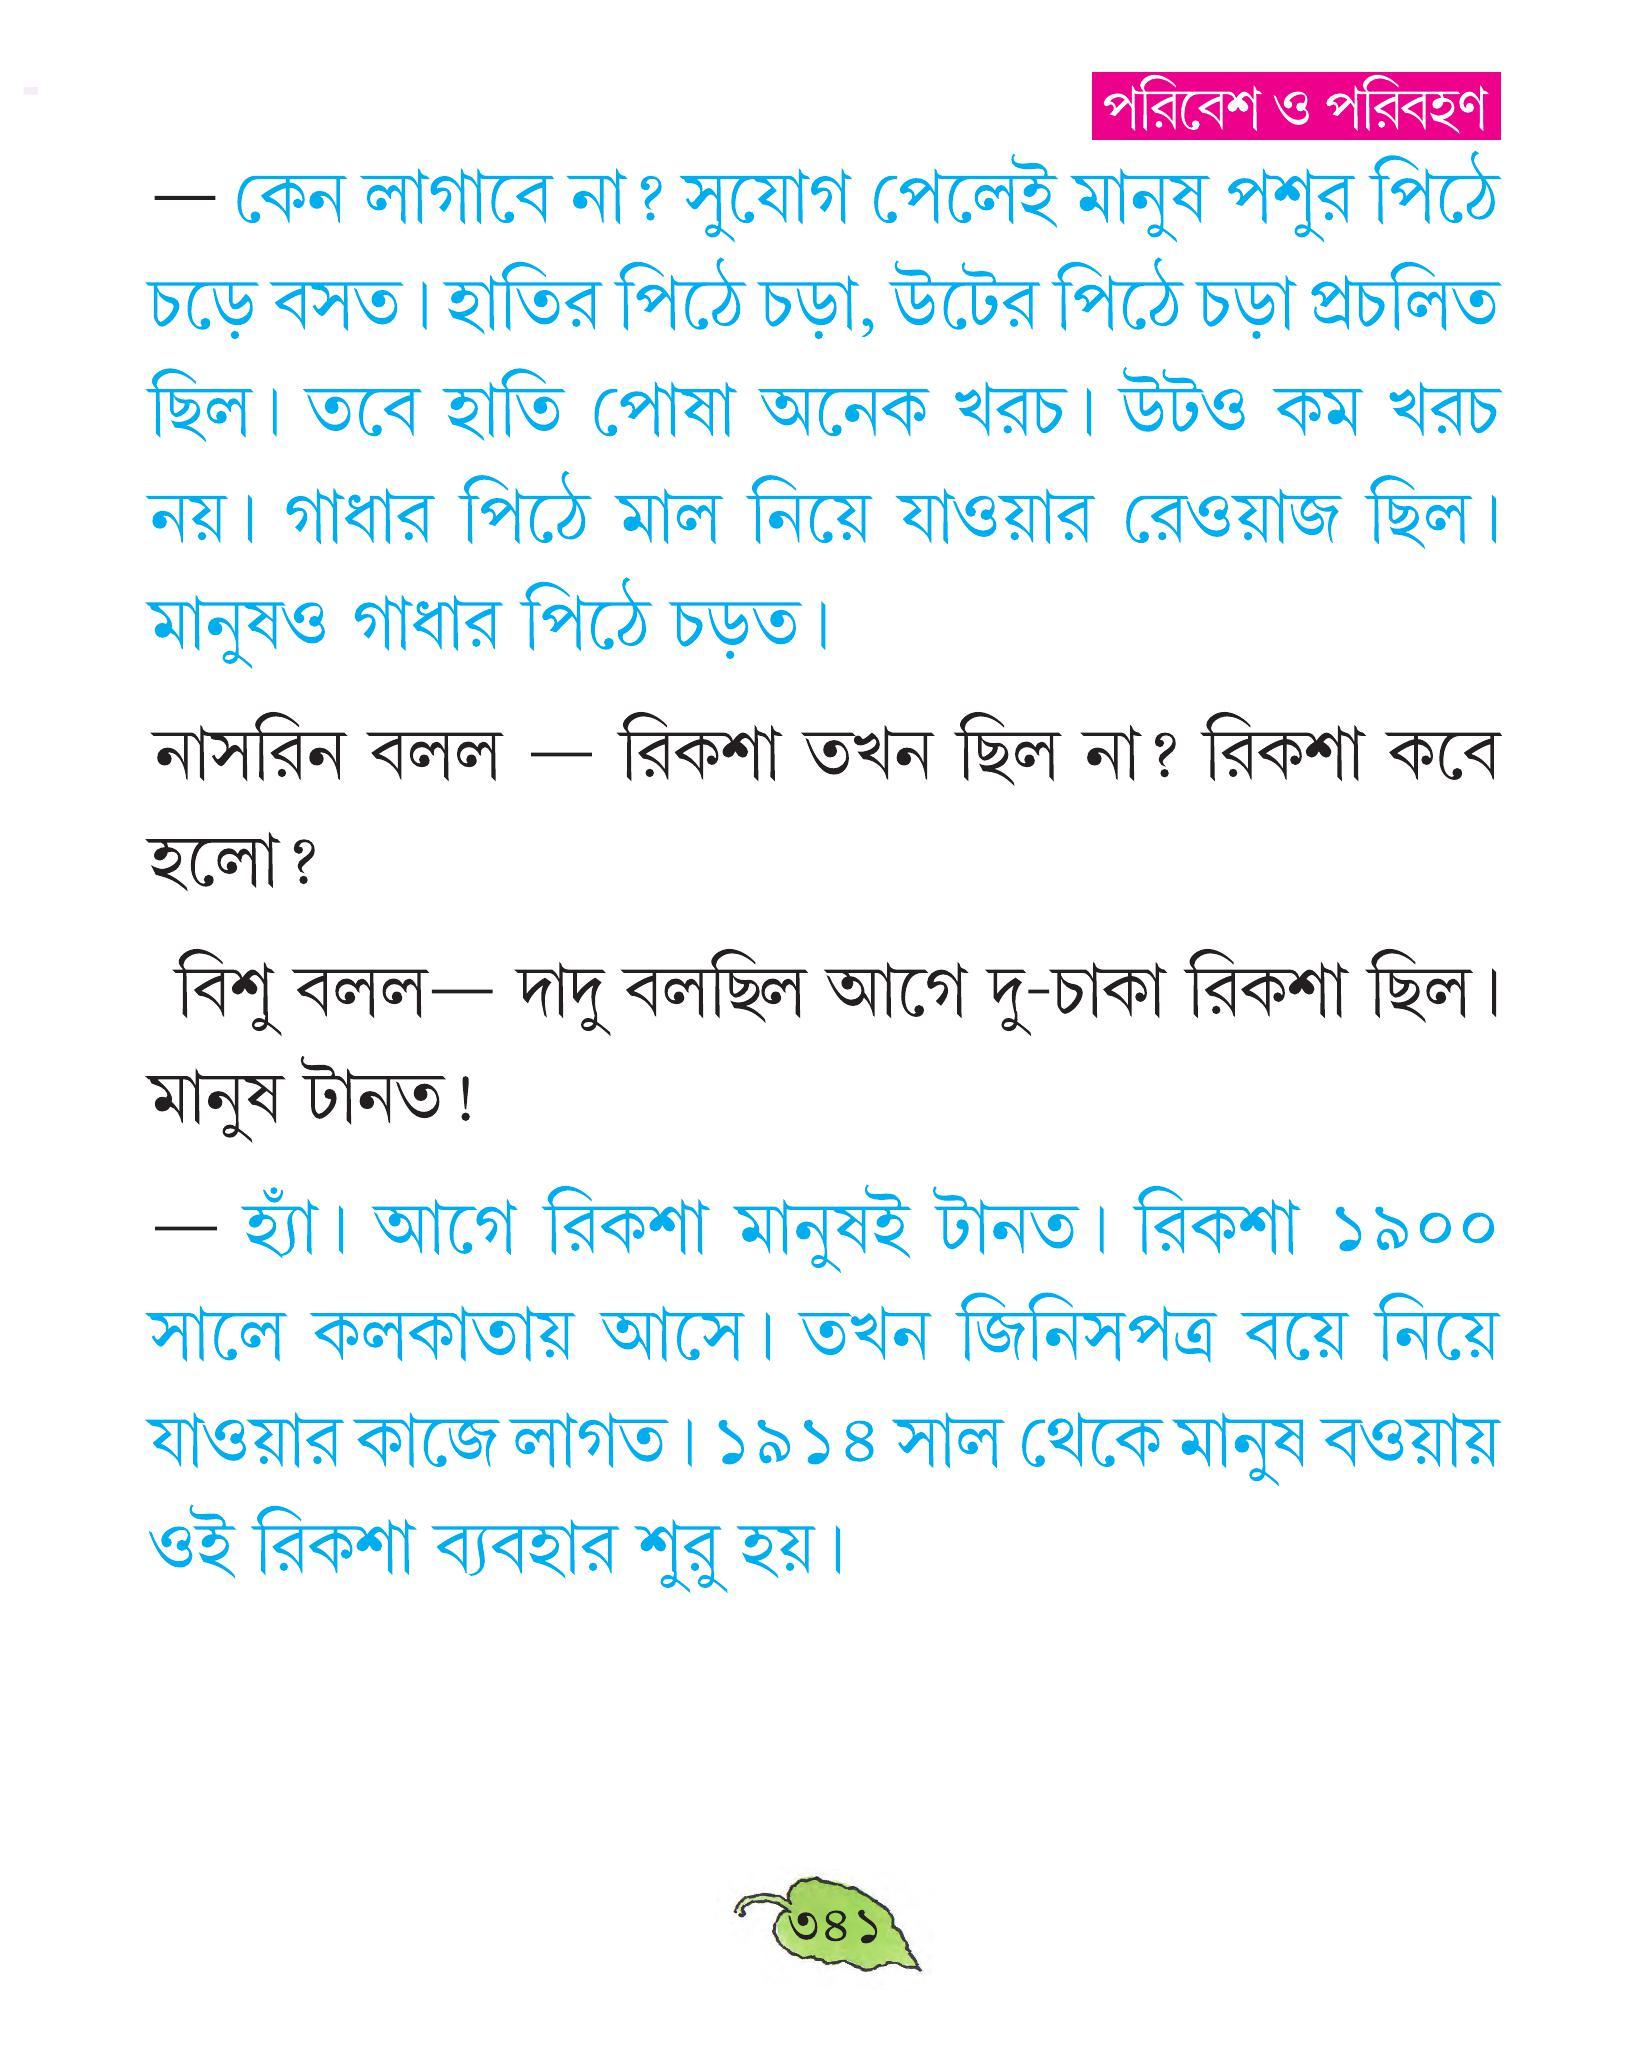 পরিবেশ ও পরিবহণ
— কেন লাগাবে না? সুযোগ পেলেই মানুষ পশুর পিঠে
চড়ে বসত। হাতির পিঠে চড়া, উটের পিঠে চড়া প্রচলিত
ছিল। তবে হাতি পোষা অনেক খরচ। উটও কম খরচ
নয়। গাধার পিঠে মাল নিয়ে যাওয়ার রেওয়াজ ছিল।
মানুষও গাধার পিঠে চড়ত।
নাসরিন বলল — রিকশা তখন ছিল না? রিকশা কবে
হলো?
বিশু বলল— দাদু বলছিল আগে দু-চাকা রিকশা ছিল।
মানুষ টানত!
— হ্যাঁ। আগে রিকশা মানুষই টানত। রিকশা ১৯০০
সালে কলকাতায় আসে। তখন জিনিসপত্র বয়ে নিয়ে
যাওয়ার কাজে লাগত। ১৯১৪ সাল থেকে মানুষ বওয়ায়
ওই রিকশা ব্যবহার শুরু হয়।
৩৪১